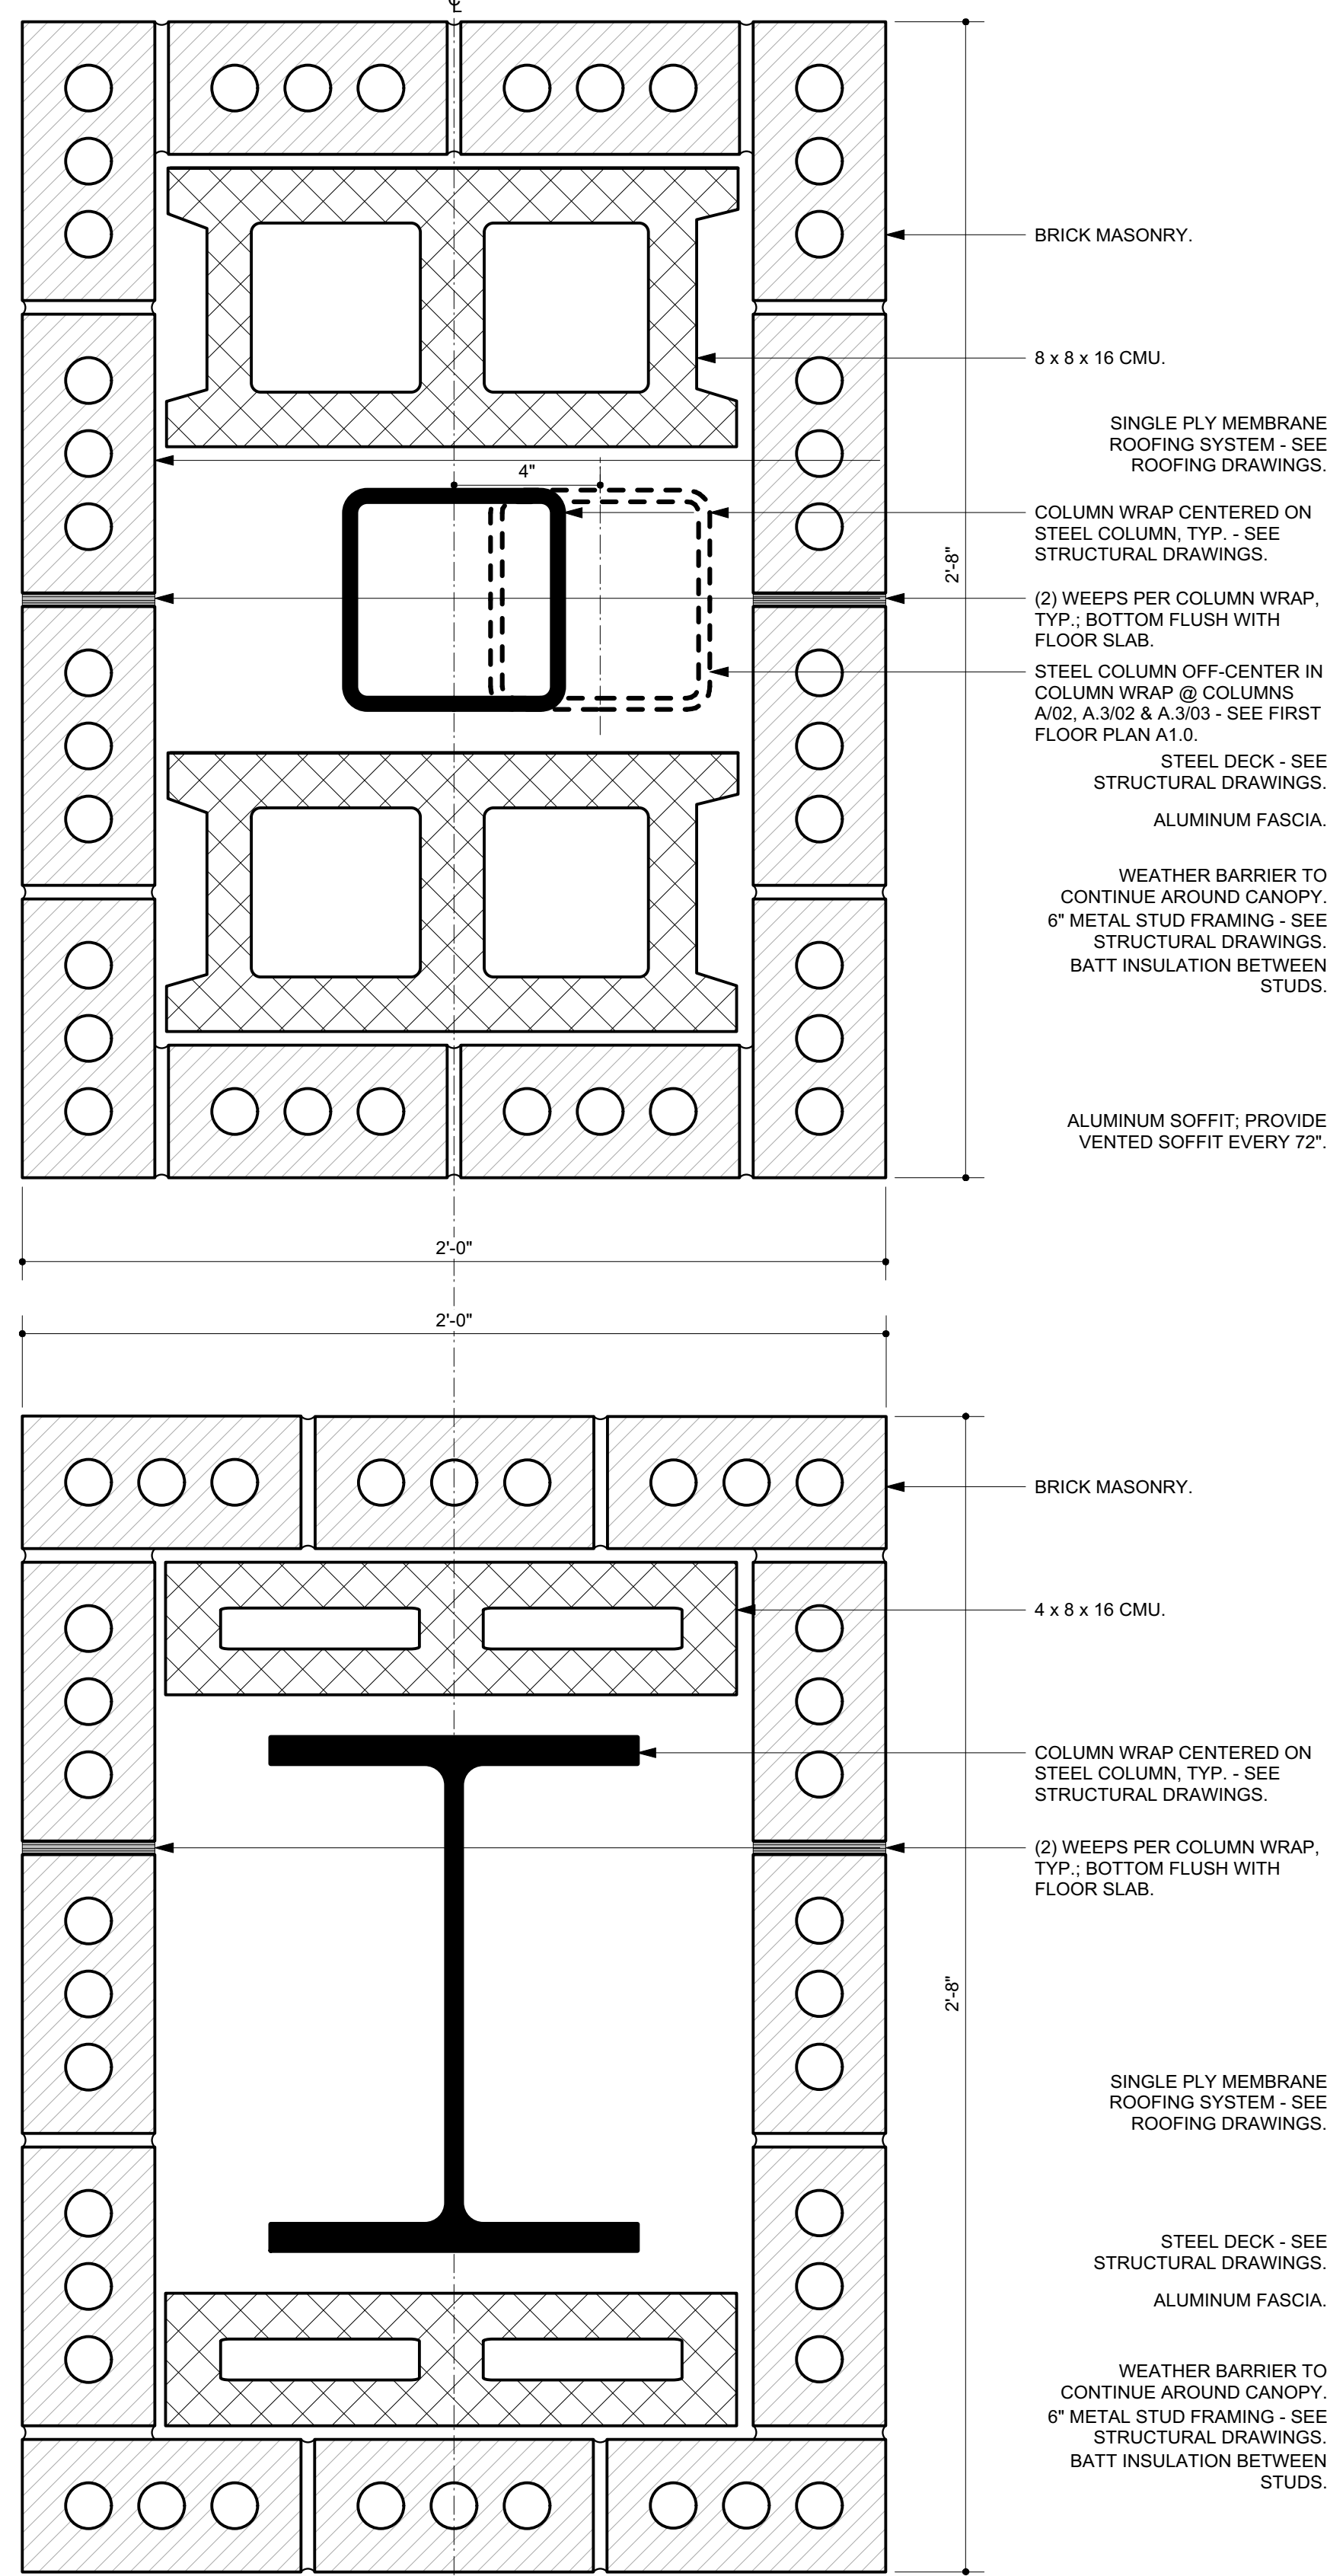 ℄
BRICK MASONRY.
8 x 8 x 16 CMU.
SINGLE PLY MEMBRANE
ROOFING SYSTEM - SEE
ROOFING DRAWINGS.
4"
COLUMN WRAP CENTERED ON
STEEL COLUMN, TYP. - SEE
STRUCTURAL DRAWINGS.
2'-8"
(2) WEEPS PER COLUMN WRAP,
TYP.; BOTTOM FLUSH WITH
FLOOR SLAB.
STEEL COLUMN OFF-CENTER IN
COLUMN WRAP @ COLUMNS
A/02, A.3/02 & A.3/03 - SEE FIRST
FLOOR PLAN A1.0.
STEEL DECK - SEE
STRUCTURAL DRAWINGS.
ALUMINUM FASCIA.
WEATHER BARRIER TO
CONTINUE AROUND CANOPY.
6" METAL STUD FRAMING - SEE
STRUCTURAL DRAWINGS.
BATT INSULATION BETWEEN
STUDS.
ALUMINUM SOFFIT; PROVIDE
VENTED SOFFIT EVERY 72".
2'-0"
2'-0"
BRICK MASONRY.
4 x 8 x 16 CMU.
COLUMN WRAP CENTERED ON
STEEL COLUMN, TYP. - SEE
STRUCTURAL DRAWINGS.
(2) WEEPS PER COLUMN WRAP,
TYP.; BOTTOM FLUSH WITH
FLOOR SLAB.
2'-8"
SINGLE PLY MEMBRANE
ROOFING SYSTEM - SEE
ROOFING DRAWINGS.
STEEL DECK - SEE
STRUCTURAL DRAWINGS.
ALUMINUM FASCIA.
WEATHER BARRIER TO
CONTINUE AROUND CANOPY.
6" METAL STUD FRAMING - SEE
STRUCTURAL DRAWINGS.
BATT INSULATION BETWEEN
STUDS.